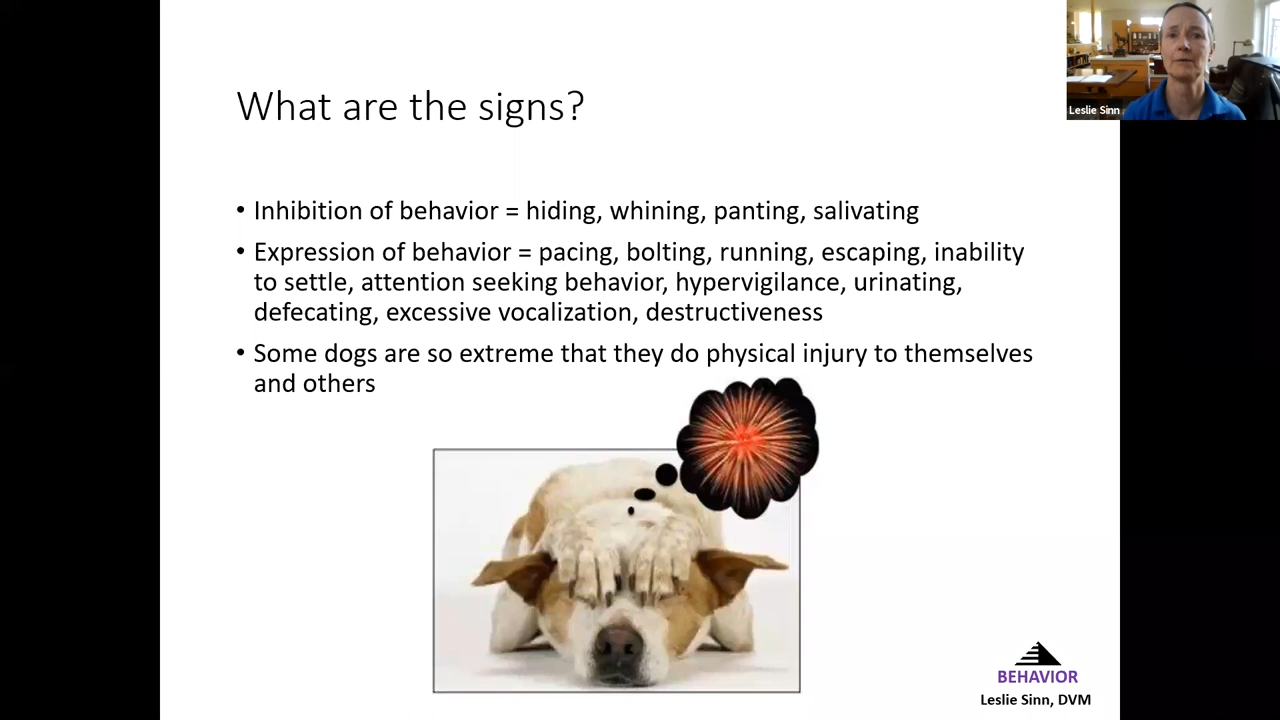 Leslie Sinn
What are the signs?
• Inhibition of behavior = hiding, whining, panting, salivating
• Expression of behavior = pacing, bolting, running, escaping, inability
to settle, attention seeking behavior, hypervigilance, urinating,
defecating, excessive vocalization, destructiveness
• Some dogs are so extreme that they do physical injury to themselves
and others
BEHAVIOR
Leslie Sinn, DVM